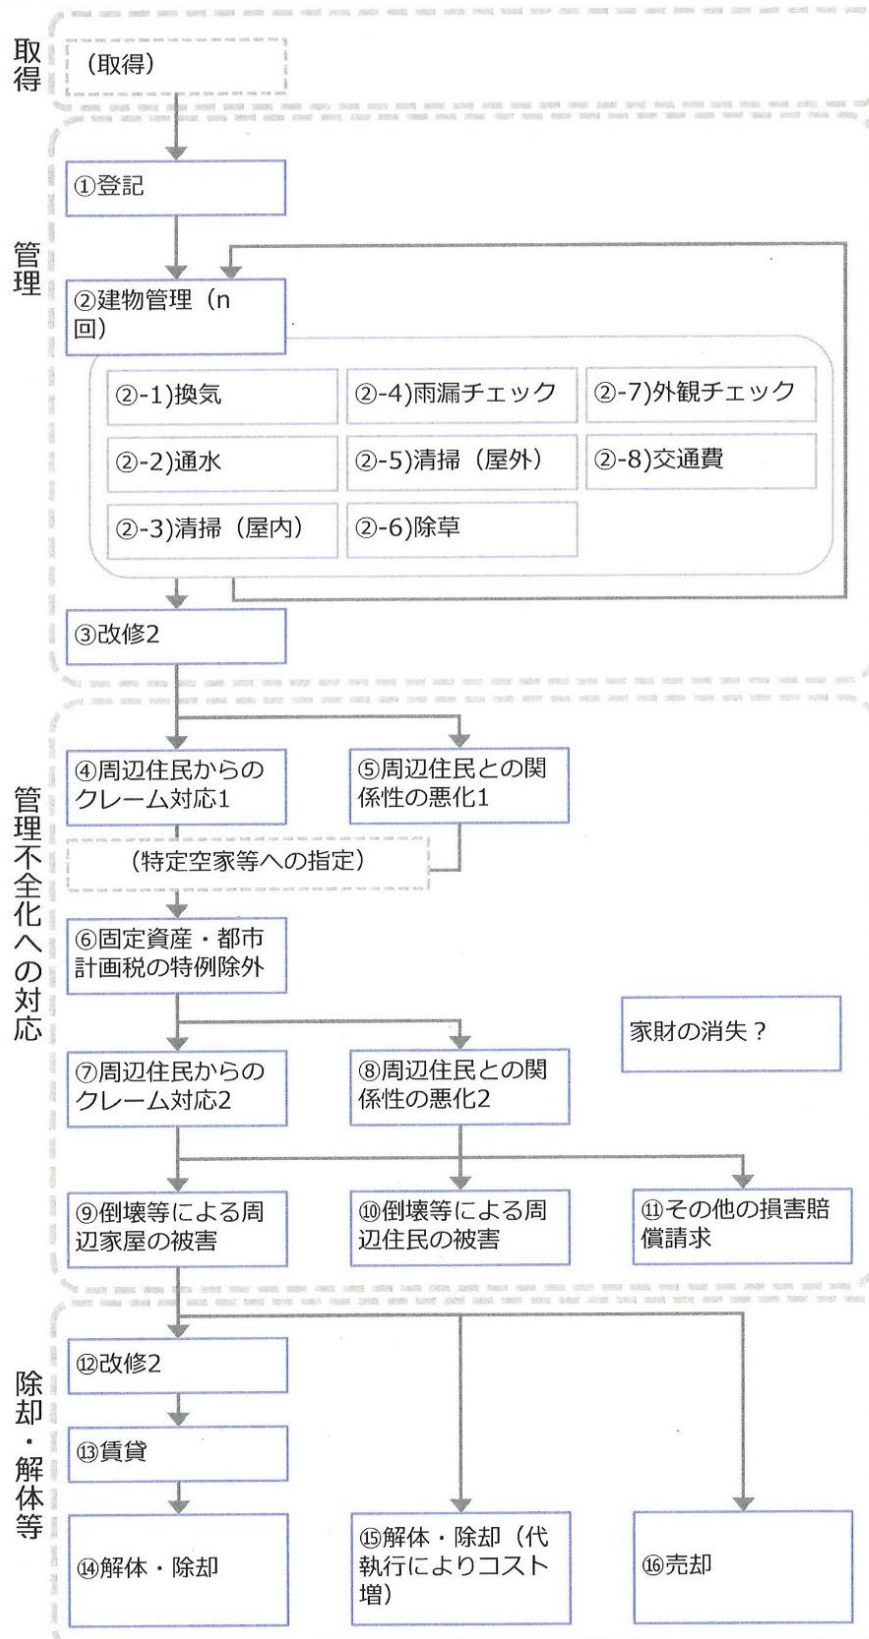 取得
（取得）
①登記
管理
②建物管理（n
回）
②-1)換気
②-4)雨漏チェック
②-7)外観チェック
②-2)通水
②-5)清掃（屋外）
②-8)交通費
②-3)清掃（屋内）
②-6)除草
③改修2
管理不全化への対応
④周辺住民からの
クレーム対応1
⑤周辺住民との関
係性の悪化1
（特定空家等への指定）
⑥固定資産・都市
計画税の特例除外
家財の消失？
⑦周辺住民からの
クレーム対応2
⑧周辺住民との関
係性の悪化2
⑨倒壊等による周
辺家屋の被害
⑩倒壊等による周
辺住民の被害
⑪その他の損害賠
償請求
除却・解体等
⑫改修2
⑬賃貸
⑭解体・除却
⑮解体・除却（代
執行によりコスト
増）
⑯売却